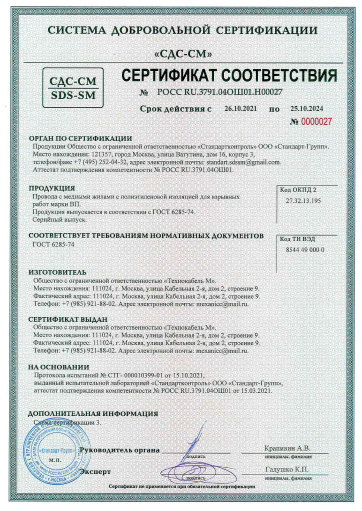 СИСТЕМА ДОБРОВОЛЬНОЙ СЕРТИФИКАЦИИ
«СДС-СМ»
СДС-СМ
SDS-SM
СЕРТИФИКАТ СООТВЕТСТВИЯ
№ РОСС RU.3791.04ОШ01.Н00027
Срок действия с 26.10.2021 по 25.10.2024
№ 0000027
ОРГАН ПО СЕРТИФИКАЦИИ
Продукции Общество с ограниченной ответственностью «Стандартконтроль» ООО «Стандарт-Групп».
Место нахождения: 121357, город Москва, улица Ватутина, дом 16, корпус 3,
телефон/факс +7 (495) 252-04-32, адрес электронной почты:
Аттестат подтверждения компетентности № РОСС RU.3791.04ОШ01.
ПРОДУКЦИЯ
Провода с медными жилами с полиэтиленовой изоляцией для взрывных
работ марки ВП.
Продукция выпускается в соответствии с ГОСТ 6285-74.
Серийный выпуск.
Код ОКПД 2
27.32.13.195
СООТВЕТСТВУЕТ ТРЕБОВАНИЯМ НОРМАТИВНЫХ ДОКУМЕНТОВ
ГОСТ 6285-74
Код ТН ВЭД
8544 49 000 0
ИЗГОТОВИТЕЛЬ
Общество с ограниченной ответственностью «Технокабель М».
Место нахождения: 111024, г. Москва, улица Кабельная 2-я, дом 2, строение 9.
Фактический адрес: 111024, г. Москва, улица Кабельная 2-я, дом 2, строение 9.
Телефон: +7 (985) 921-88-02. Адрес электронной почты: mexanicc@mail.ru.
СЕРТИФИКАТ ВЫДАН
Общество с ограниченной ответственностью «Технокабель М».
Место нахождения: 111024, г. Москва, улица Кабельная 2-я, дом 2, строение 9.
Фактический адрес: 111024, г. Москва, улица Кабельная 2-я, дом 2, строение 9.
Телефон: +7 (985) 921-88-02. Адрес электронной почты: mexanicc@mail.ru.
НА ОСНОВАНИИ
Протокола испытаний № СТГ- 000010399-01 от 15.10.2021,
выданный испытательной лабораторией «Стандартконтроль» ООО «Стандарт-Групп»,
аттестат подтверждения компетентности № РОСС RU.3791.04ОШ01 от 15.03.2021.
ДОПОЛНИТЕЛЬНАЯ ИНФОРМАЦИЯ
Схема сертификации 3.
«Стандарт-Групп»
М.П.
Руководитель органа
подпись
Крапивин А.В.
инициалы, фамилия
Эксперт
подпись
Гадушко К.П.
инициалы, фамилия
Сертификат не применяется при обязательной сертификации